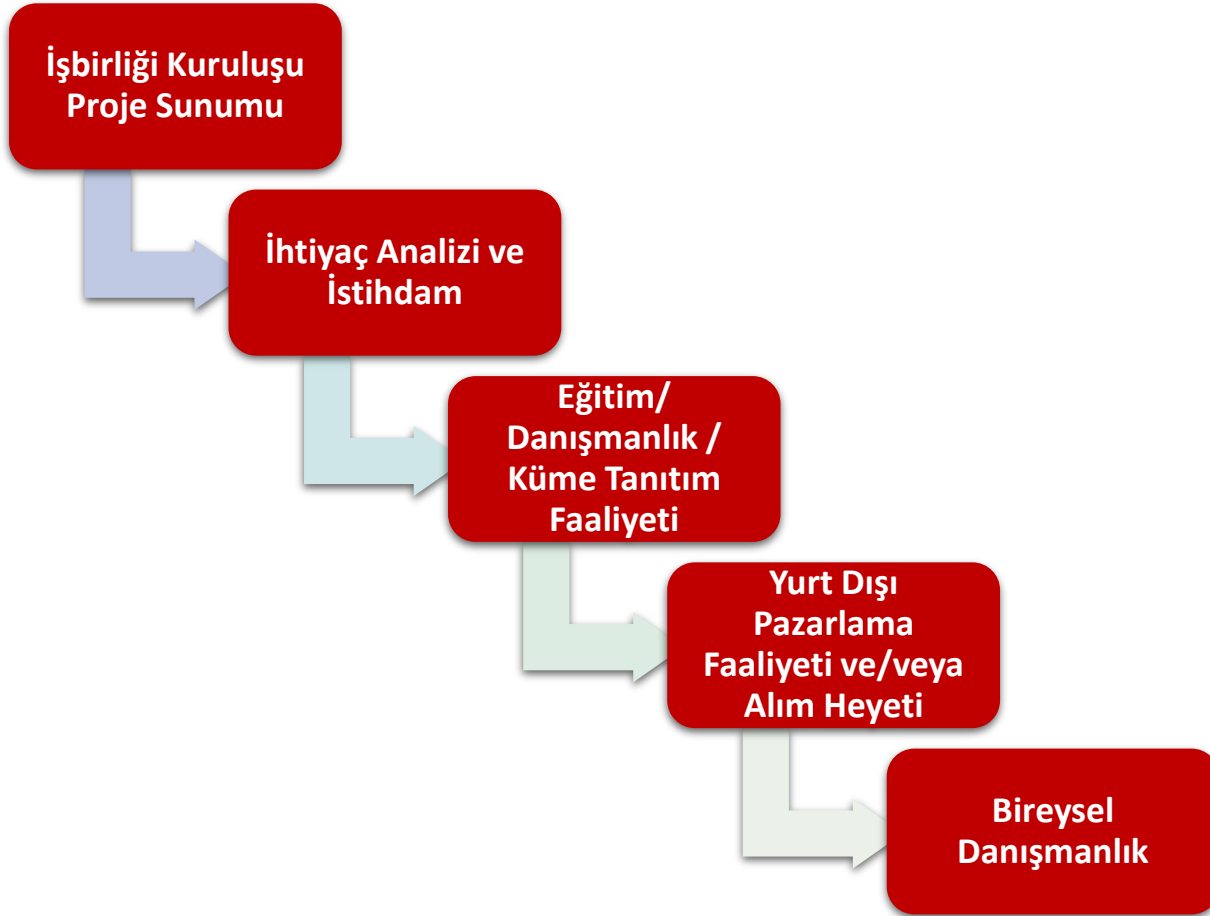 İşbirliği Kuruluşu
Proje Sunumu
İhtiyaç Analizi ve
İstihdam
Eğitim/
Danışmanlık /
Küme Tanıtım
Faaliyeti
Yurt Dışı
Pazarlama
Faaliyeti ve/veya
Alım Heyeti
Bireysel
Danışmanlık